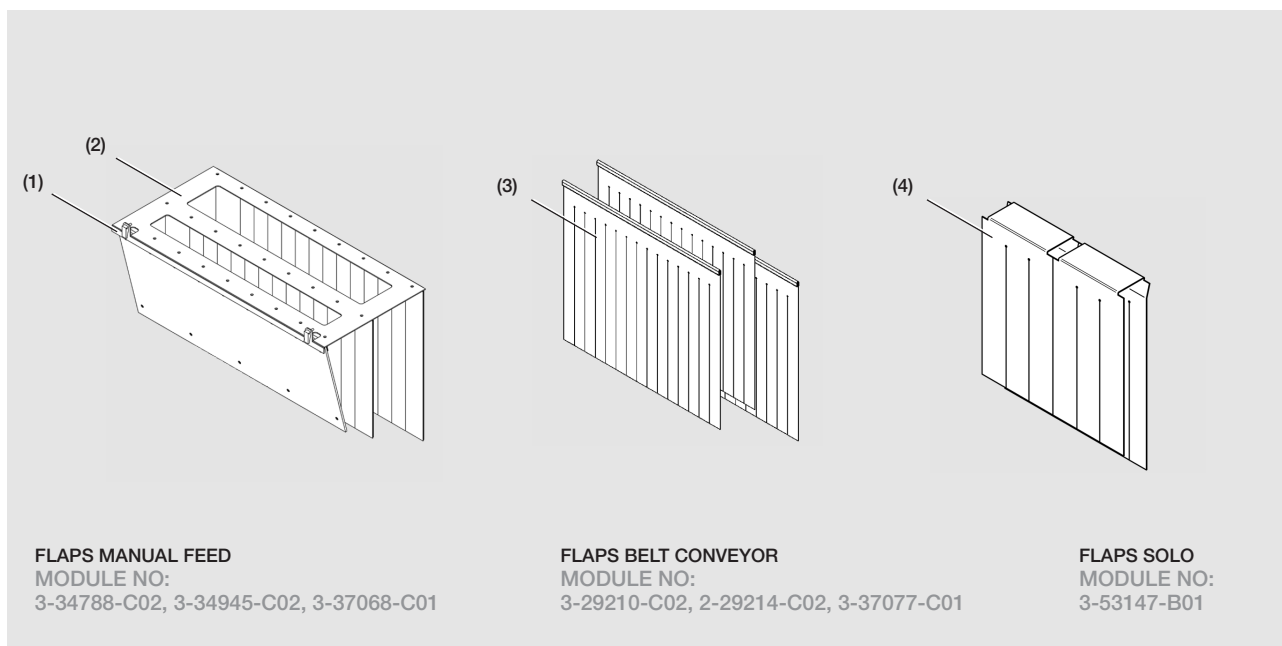 (1)
(2)
(3)
(4)
FLAPS MANUAL FEED
MODULE NO:
3-34788-C02, 3-34945-C02, 3-37068-C01
FLAPS BELT CONVEYOR
MODULE NO:
3-29210-C02, 2-29214-C02, 3-37077-C01
FLAPS SOLO
MODULE NO:
3-53147-B01